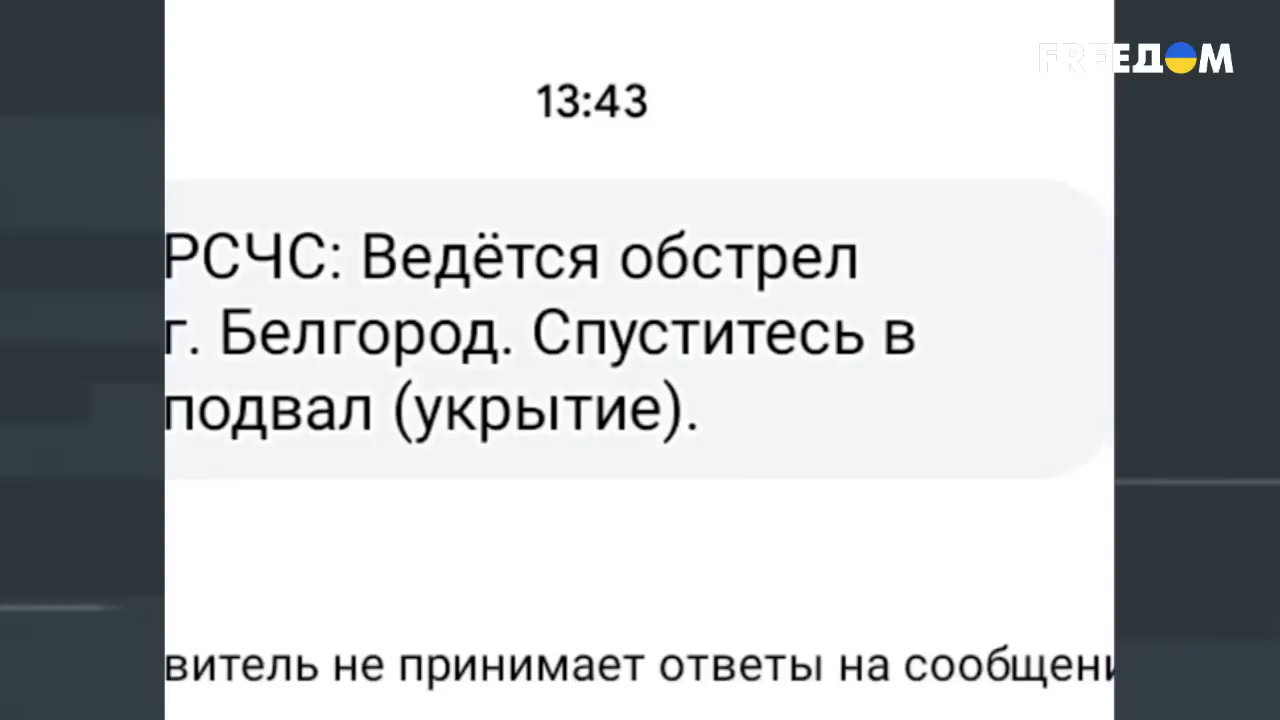 FREEДОМ
13:43
РСЧС: Ведётся обстрел
г. Белгород. Спуститесь в
подвал (укрытие).
витель не принимает ответы на сообщени